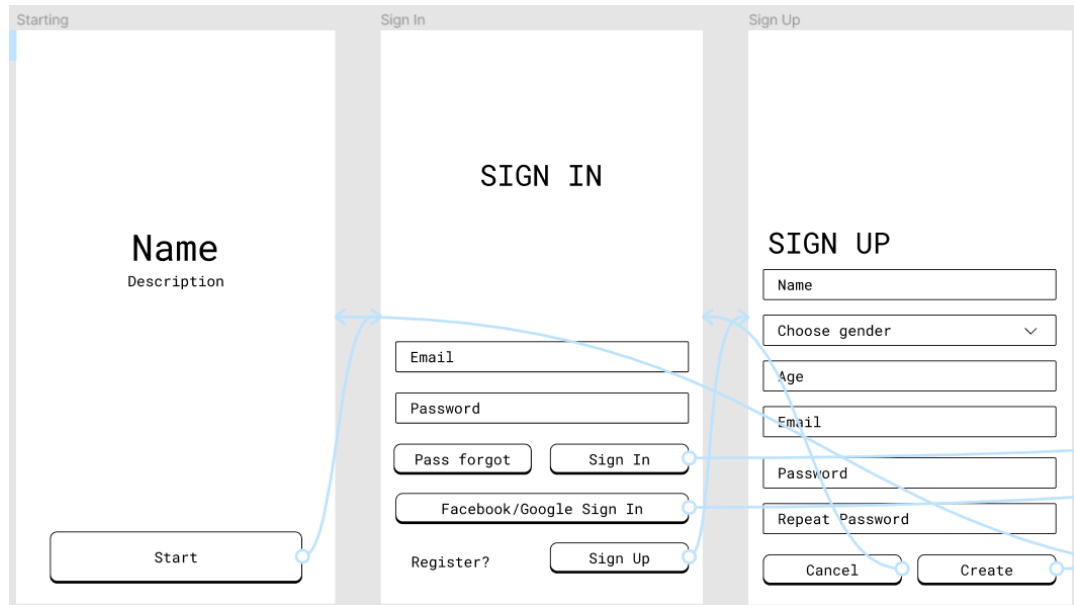 Starting
Name
Description
Start
Sign In
SIGN IN
Email
Password
Pass forgot
Sign In
Facebook/Google Sign In
Register?
Sign Up
Sign Up
SIGN UP
Name
Choose gender
Age
Email
Password
Repeat Password
Cancel
Create